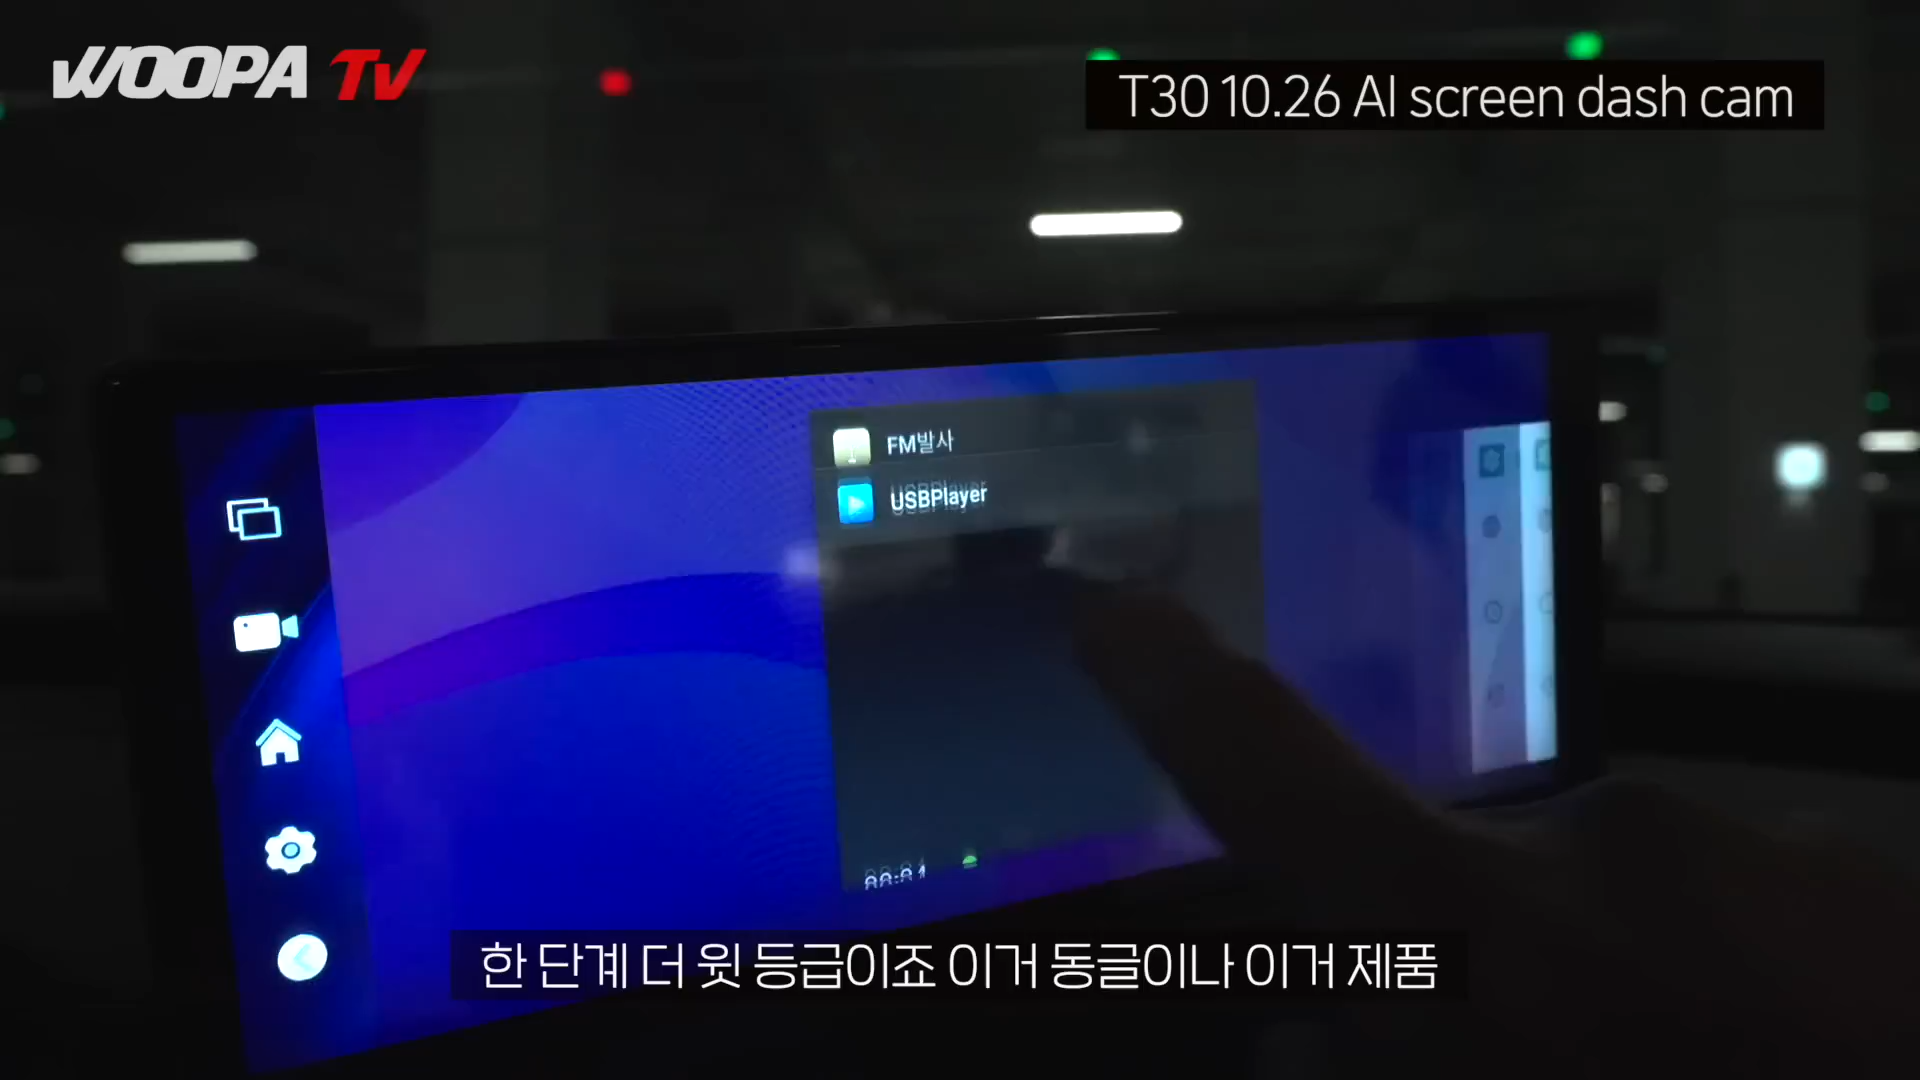 WOOPA TV
T30 10.26 AI screen dash cam
FM발사
USBPlayer
한 단계 더 윗 등급이죠 이거 동글이나 이거 제품